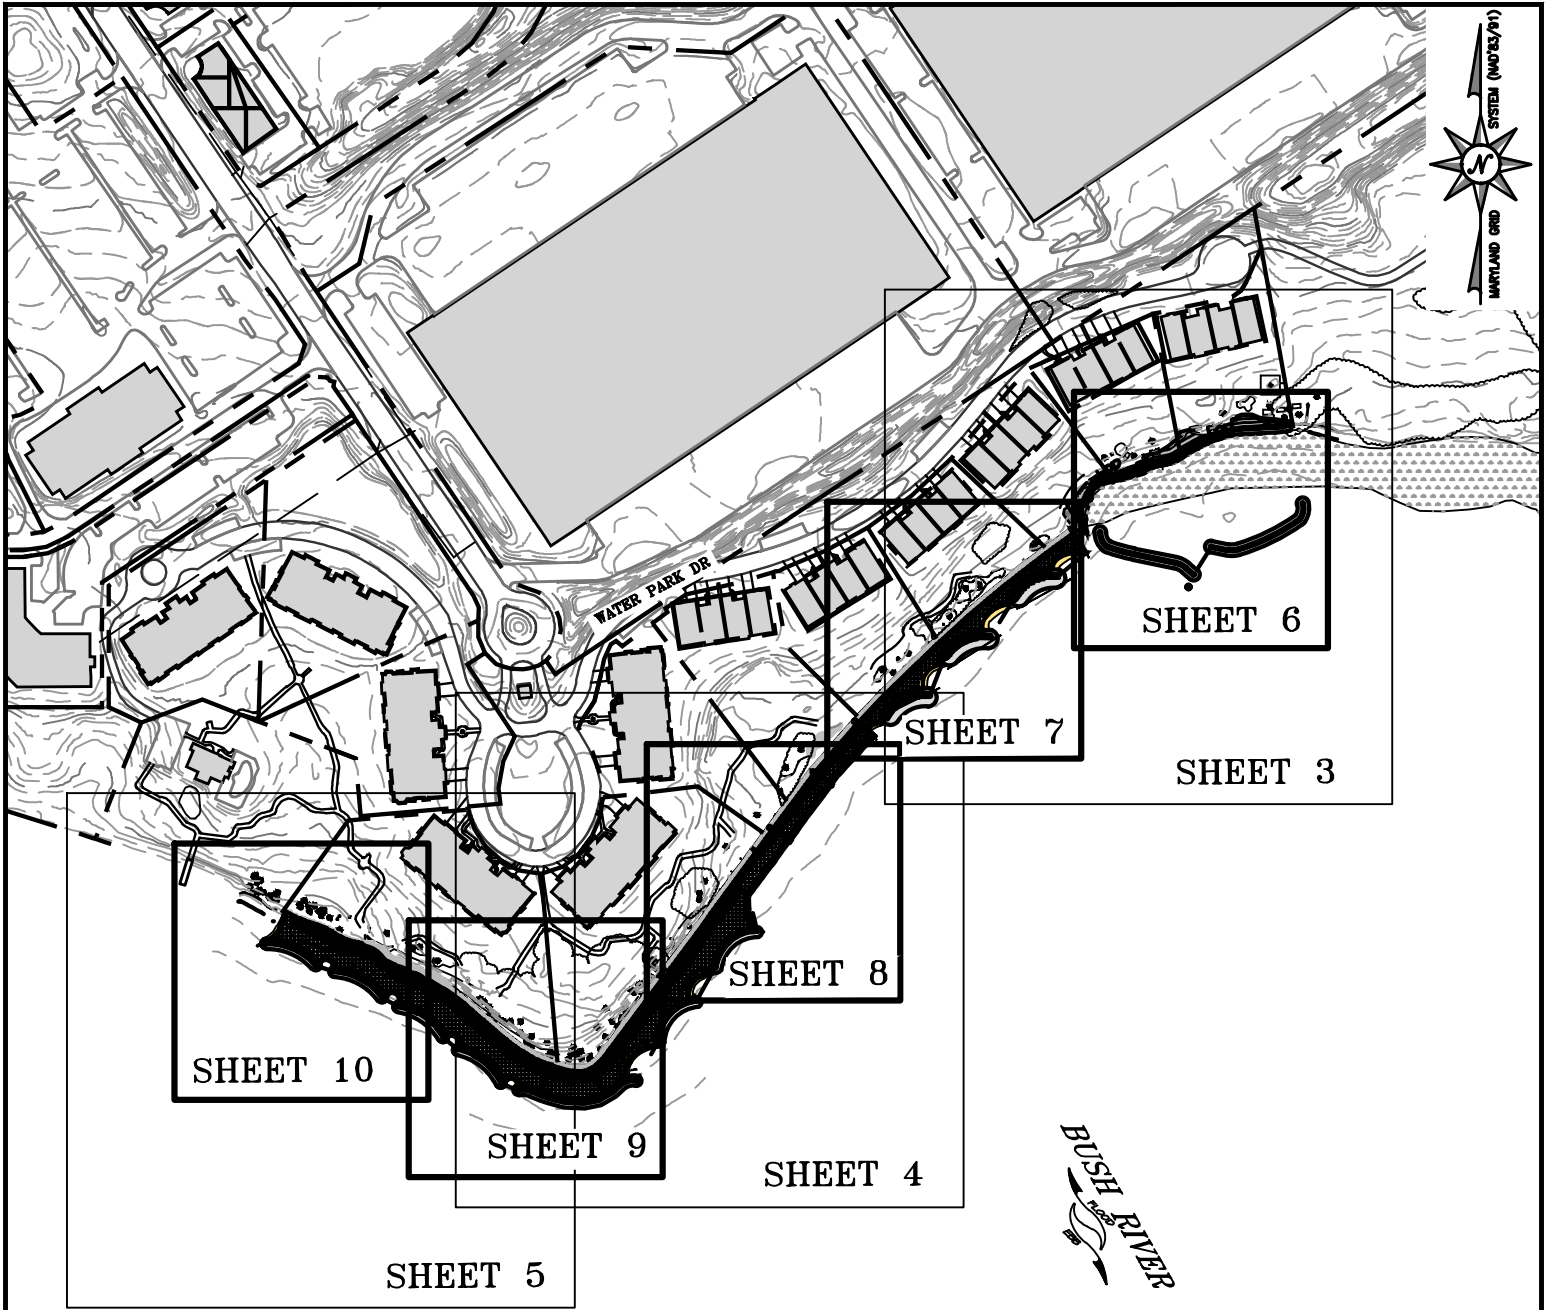 SYSTEM (NAD'83/91)
N
MARYLAND GRID
WATER PARK DR
SHEET 6
SHEET 7
SHEET 3
SHEET 8
SHEET 10
SHEET 9
SHEET 4
SHEET 5
BUSH RIVER
FLOOD
EBB